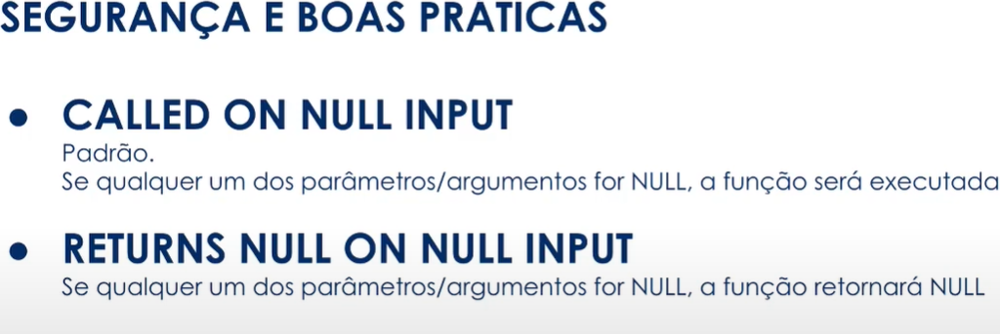 SEGURANÇA E BOAS PRÁTICAS
● CALLED ON NULL INPUT
Padrão.
Se qualquer um dos parâmetros/argumentos for NULL, a função será executada
● RETURNS NULL ON NULL INPUT
Se qualquer um dos parâmetros/argumentos for NULL, a função retornará NULL